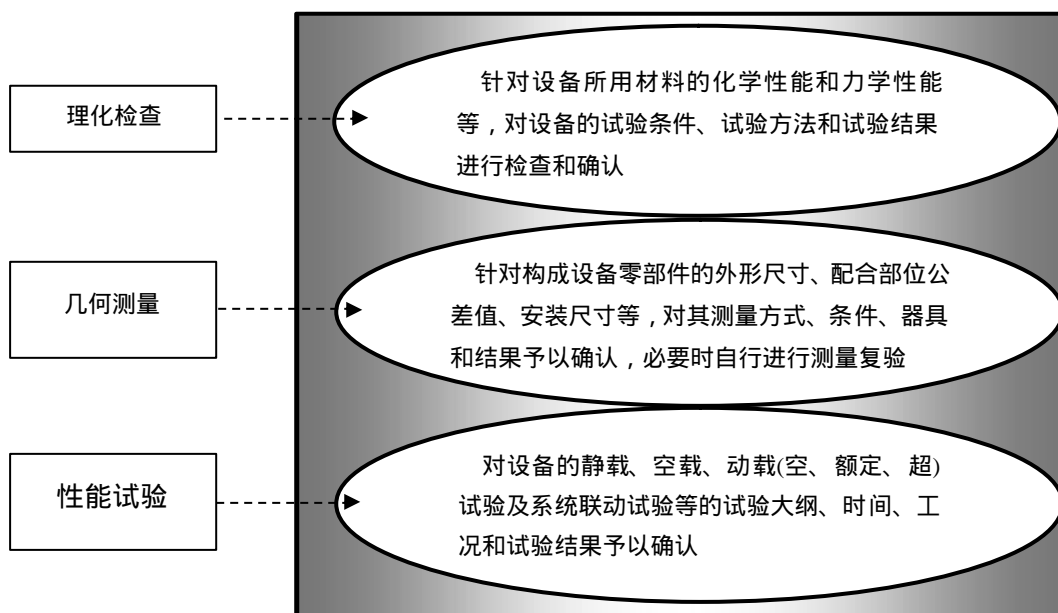 理化检查
针对设备所用材料的化学性能和力学性能
等，对设备的试验条件、试验方法和试验结果
进行检查和确认
几何测量
针对构成设备零部件的外形尺寸、配合部位公
差值、安装尺寸等，对其测量方式、条件、器具
和结果予以确认，必要时自行进行测量复验
性能试验
对设备的静载、空载、动载(空、额定、超)
试验及系统联动试验等的试验大纲、时间、工
况和试验结果予以确认